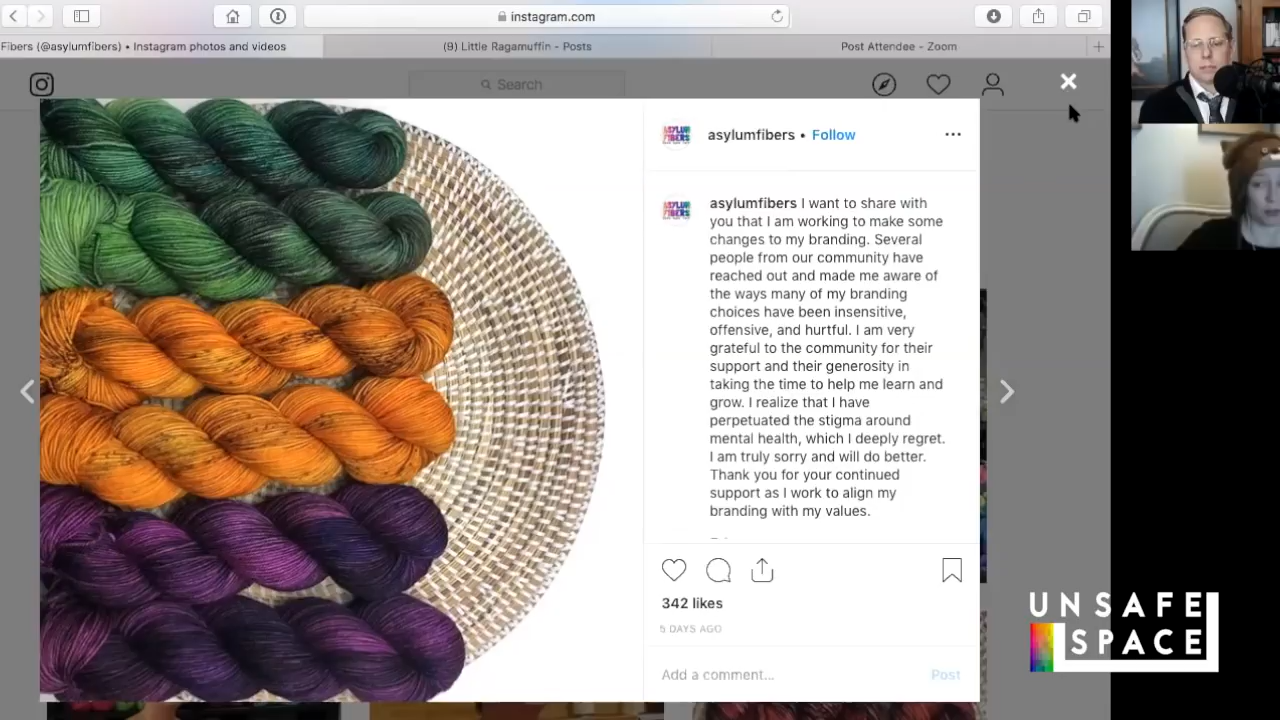 instagram.com
Fibers (@asylumfibers) • Instagram photos and videos
(9) Little Ragamuffin - Posts
Post Attendee - Zoom
Search
ASYLUM
FIBERS
asylumfibers • Follow
ASYLUM
FIBERS
asylumfibers I want to share with
you that I am working to make some
changes to my branding. Several
people from our community have
reached out and made me aware of
the ways many of my branding
choices have been insensitive,
offensive, and hurtful. I am very
grateful to the community for their
support and their generosity in
taking the time to help me learn and
grow. I realize that I have
perpetuated the stigma around
mental health, which I deeply regret.
I am truly sorry and will do better.
Thank you for your continued
support as I work to align my
branding with my values.
342 likes
5 DAYS AGO
Add a comment...
Post
UNSAFE
SPACE